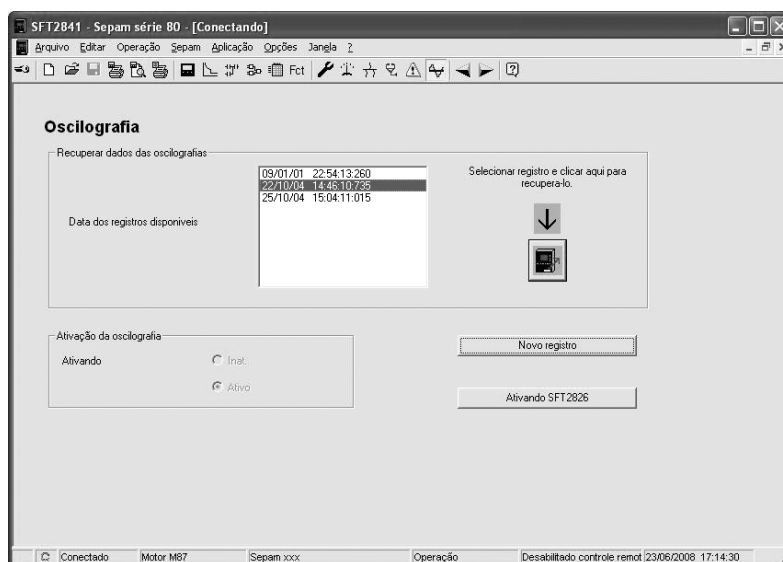 SFT2841 - Sepam série 80 - [Conectando]
Arquivo Editar Operação Sepam Aplicação Opções Janela ?
Fct
Oscilografia
Recuperar dados das oscilografias
09/01/01 22:54:13:260
22/10/04 14:46:10:735
25/10/04 15:04:11:015
Data dos registros disponiveis
Selecionar registro e clicar aqui para
recupera-lo.
Ativação da oscilografia
Ativando
Inat.
Ativo
Novo registro
Ativando SFT2826
Conectado Motor M87 Sepam xxx Operação Desabilitado controle remot 23/06/2008 17:14:30